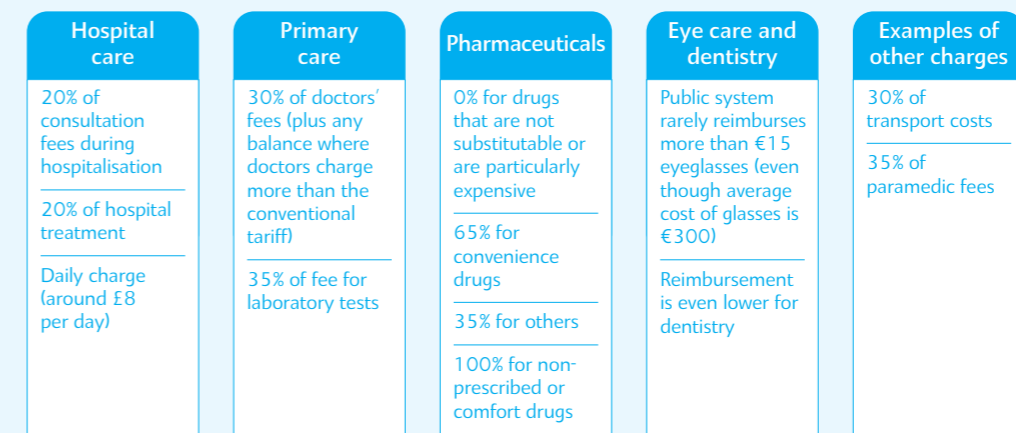 Hospital
care
20% of
consultation
fees during
hospitalisation
20% of hospital
treatment
Daily charge
(around £8
per day)
Primary
care
30% of doctors'
fees (plus any
balance where
doctors charge
more than the
conventional
tariff)
35% of fee for
laboratory tests
Pharmaceuticals
0% for drugs
that are not
substitutable or
are particularly
expensive
65% for
convenience
drugs
35% for others
100% for non-
prescribed or
comfort drugs
Eye care and
dentistry
Public system
rarely reimburses
more than €15
eyeglasses (even
though average
cost of glasses is
€300)
Reimbursement
is even lower for
dentistry
Examples of
other charges
30% of
transport costs
35% of
paramedic fees